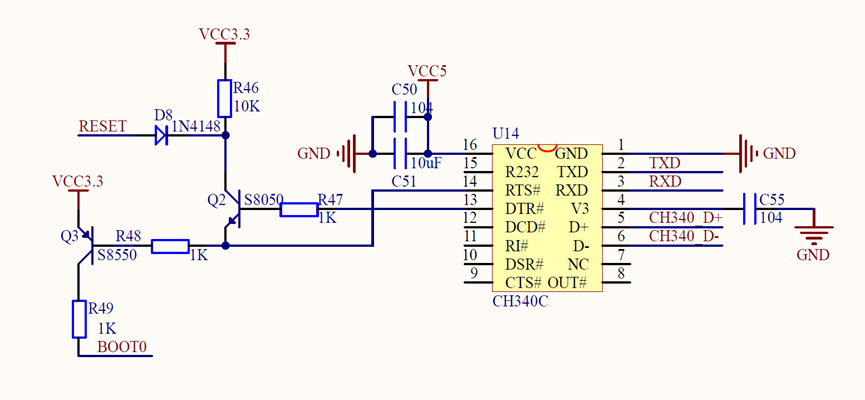 VCC3.3
R46
10K
D8
1N4148
RESET
VCC5
C50
104
GND
10uF
C51
VCC3.3
Q2
S8050
R47
1K
Q3
S8550
R48
1K
R49
1K
BOOT0
U14
16 VCC GND 1
GND
15 R232 TXD 2 TXD
14 RTS# RXD 3 RXD
13 DTR# V3 4
C55
104
GND
12 DCD# D+ 5 CH340_D+
11 RI# D- 6 CH340_D-
10 DSR# NC 7
9 CTS# OUT# 8
CH340C